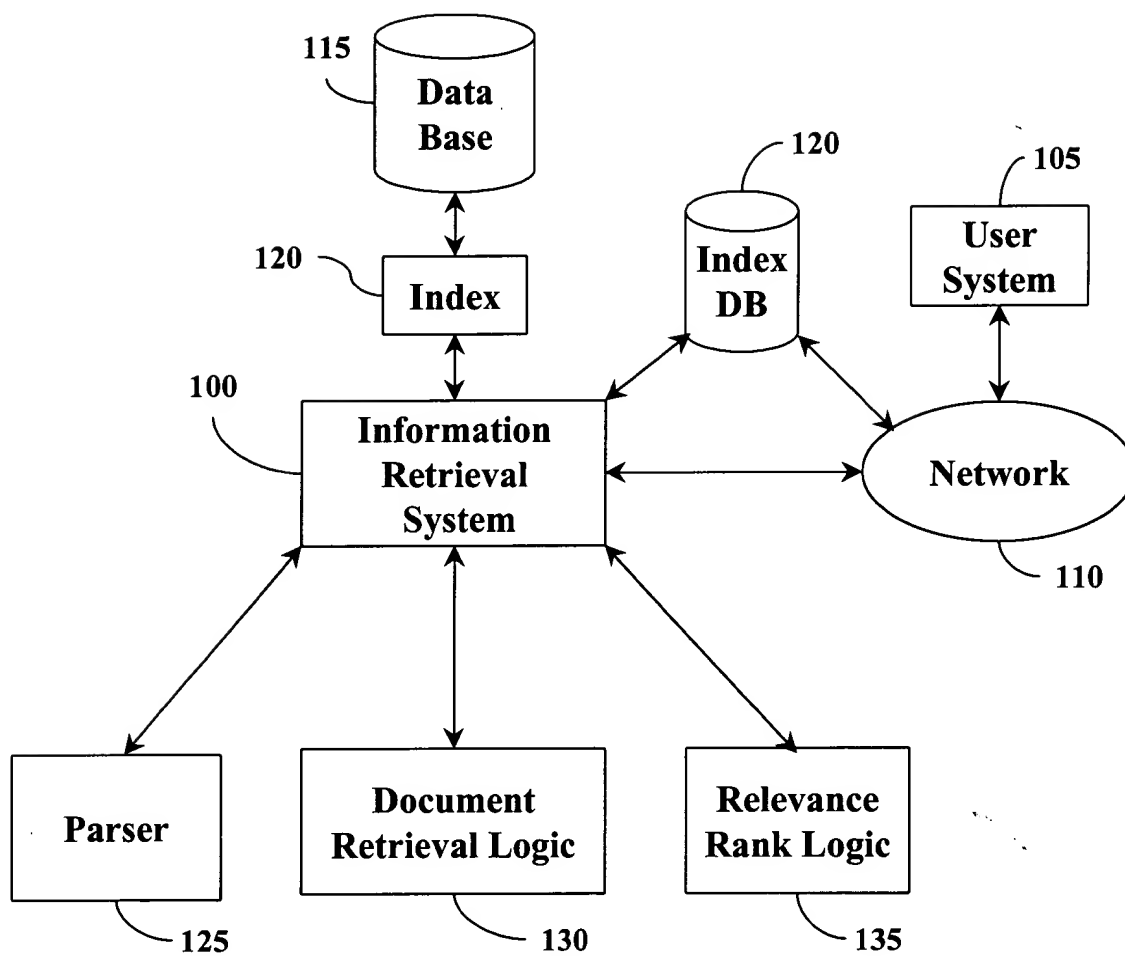 115
Data
Base
120
105
User
System
120
Index
Index
DB
100
Information
Retrieval
System
Network
110
Parser
Document
Retrieval Logic
Relevance
Rank Logic
125
130
135